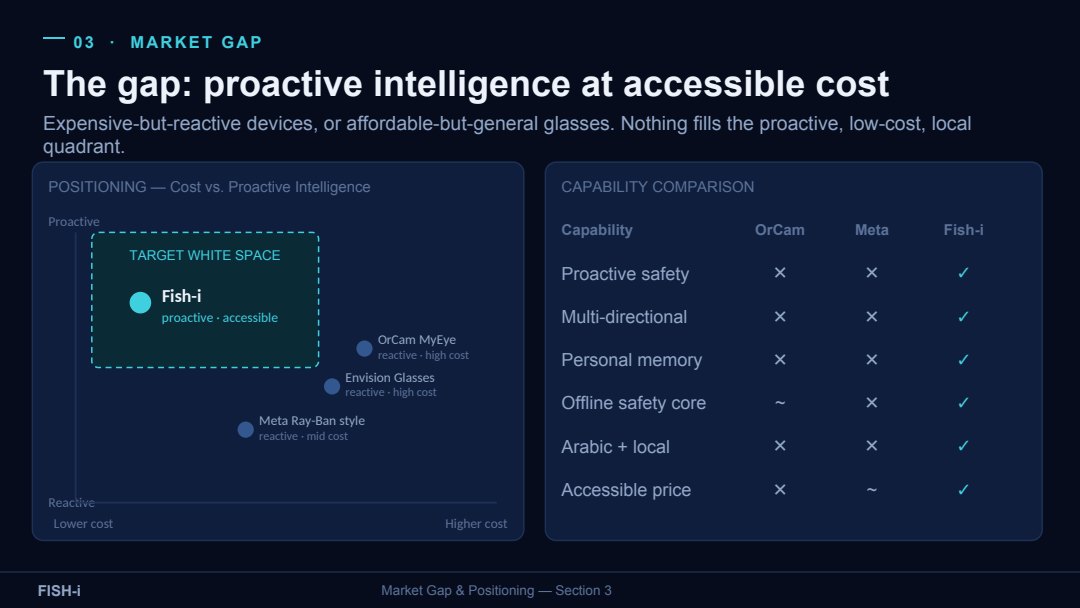 03 · MARKET GAP
The gap: proactive intelligence at accessible cost
Expensive-but-reactive devices, or affordable-but-general glasses. Nothing fills the proactive, low-cost, local
quadrant.
POSITIONING — Cost vs. Proactive Intelligence
Proactive
TARGET WHITE SPACE
Fish-i
proactive · accessible
OrCam MyEye
reactive · high cost
Envision Glasses
reactive · high cost
Meta Ray-Ban style
reactive · mid cost
Reactive
Lower cost Higher cost
CAPABILITY COMPARISON
Capability OrCam Meta Fish-i
Proactive safety ✕ ✕ ✓
Multi-directional ✕ ✕ ✓
Personal memory ✕ ✕ ✓
Offline safety core ~ ✕ ✓
Arabic + local ✕ ✕ ✓
Accessible price ✕ ~ ✓
FISH-i Market Gap & Positioning — Section 3